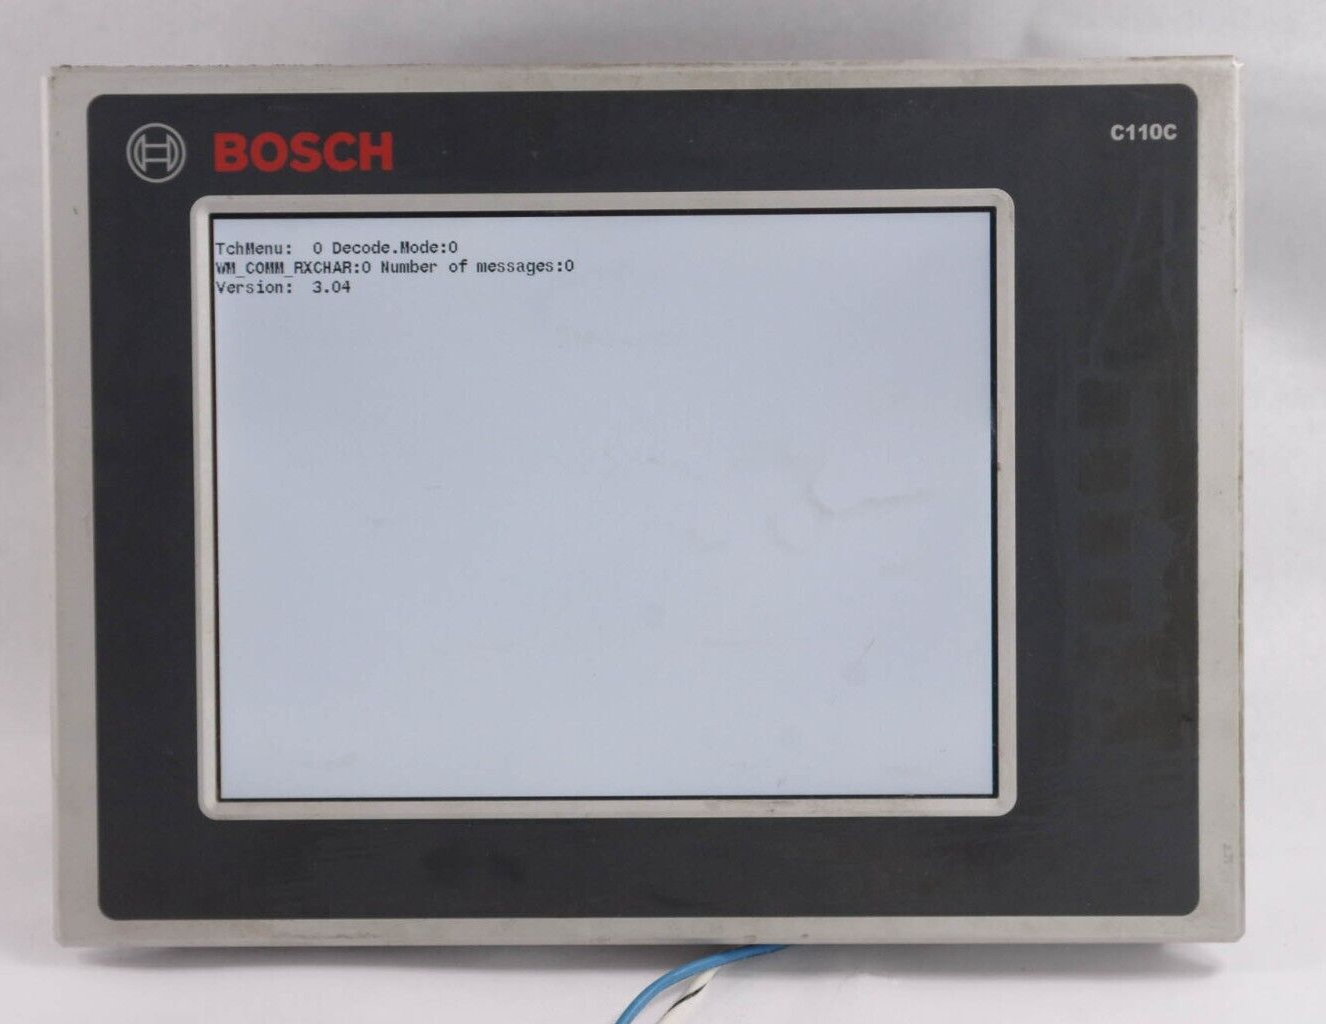 BOSCH
C110C
TchMenu:  0 Decode.Mode:0
WM_COMM_RXCHAR:0 Number of messages:0
Version:  3.04